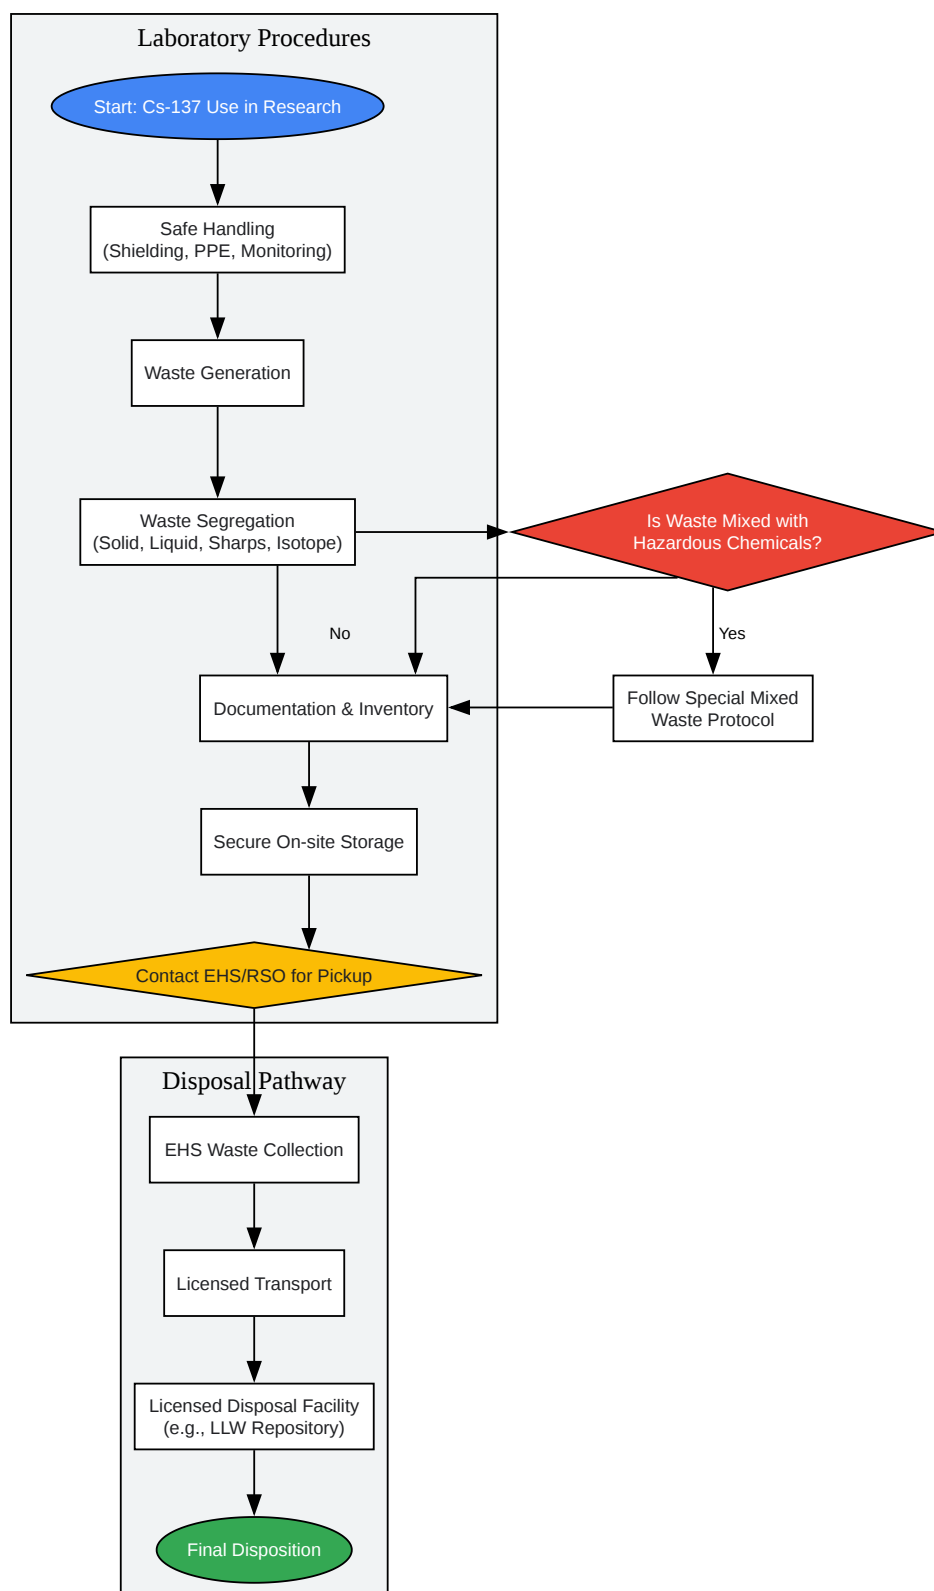 Laboratory Procedures
Start: Cs-137 Use in Research
Safe Handling
(Shielding, PPE, Monitoring)
Waste Generation
Waste Segregation
(Solid, Liquid, Sharps, Isotope)
Is Waste Mixed with
Hazardous Chemicals?
No
Yes
Documentation & Inventory
Follow Special Mixed
Waste Protocol
Secure On-site Storage
Contact EHS/RSO for Pickup
Disposal Pathway
EHS Waste Collection
Licensed Transport
Licensed Disposal Facility
(e.g., LLW Repository)
Final Disposition